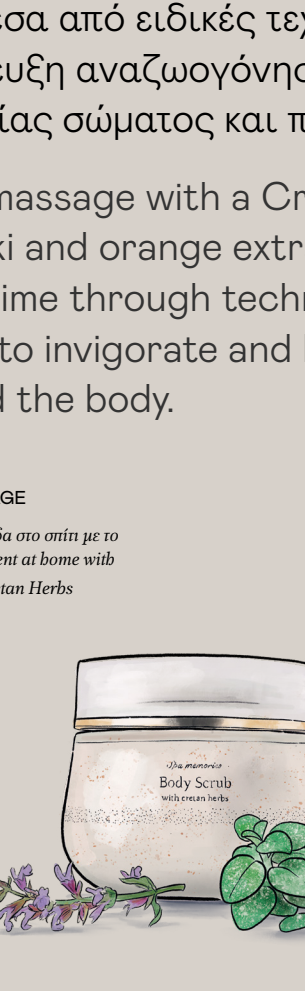 έσα από ειδικές τεχ
ευξη αναζωογόνησ
ίας σώματος και π
massage with a Cr
ki and orange extr
ime through techn
to invigorate and
d the body.
GE
δα στο σπίτι με το
ent at home with
tan Herbs
Spa memories
Body Scrub
with cretan herbs